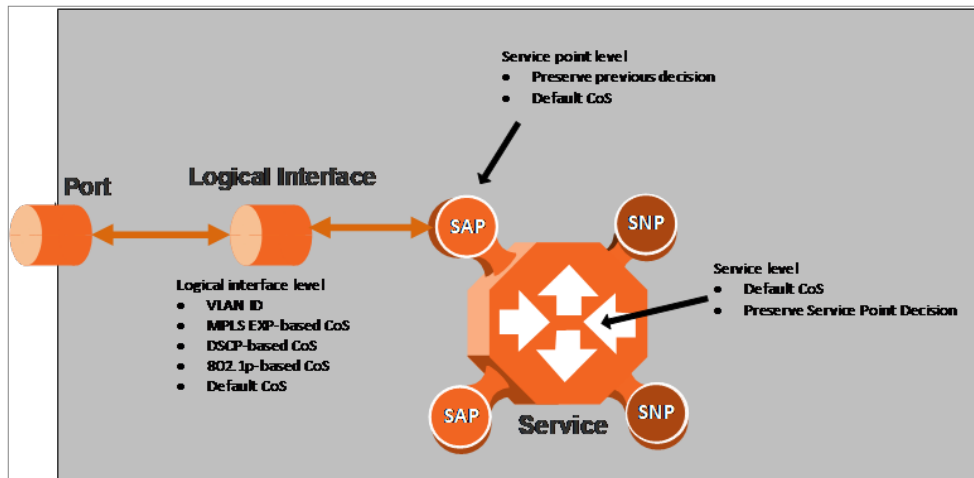 Service point level
• Preserve previous decision
• Default CoS
Port
Logical Interface
SAP
SNP
Logical interface level
• VLAN ID
• MPLS EXP-based CoS
• DSCP-based CoS
• 802.1p-based CoS
• Default CoS
Service level
• Default CoS
• Preserve Service Point Decision
SAP
Service
SNP